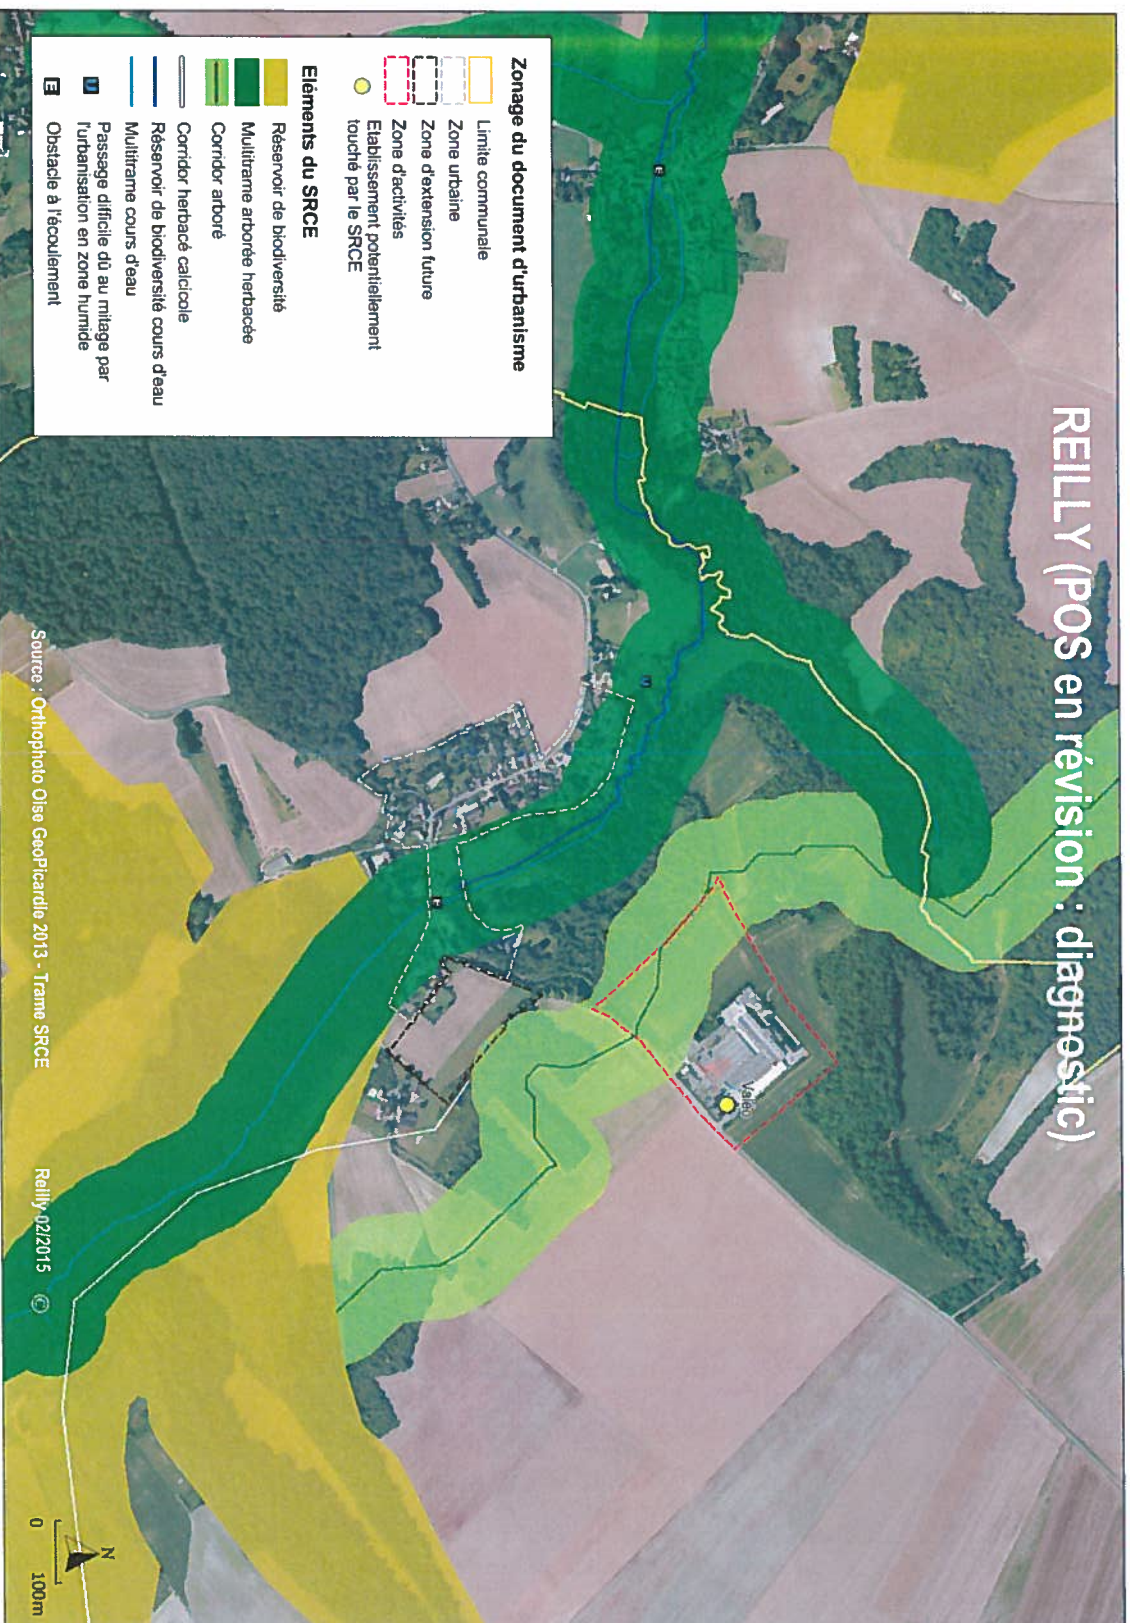 REILLY (POS en révision : diagnostic)
Zonage du document d'urbanisme
Limite communale
Zone urbaine
Zone d'extension future
Zone d'activités
Etablissement potentiellement
touché par le SRCE
Eléments du SRCE
Réservoir de biodiversité
Multitrame arborée herbacée
Corridor arboré
Corridor herbacé calcicole
Réservoir de biodiversité cours d'eau
Multitrame cours d'eau
U Passage difficile dû au mitage par
l'urbanisation en zone humide
E Obstacle à l'écoulement
E
U
E
Valeo
Source : Orthophoto Oise GeoPicardie 2013 - Trame SRCE
Reilly 02/2015 ©
N
0 100m